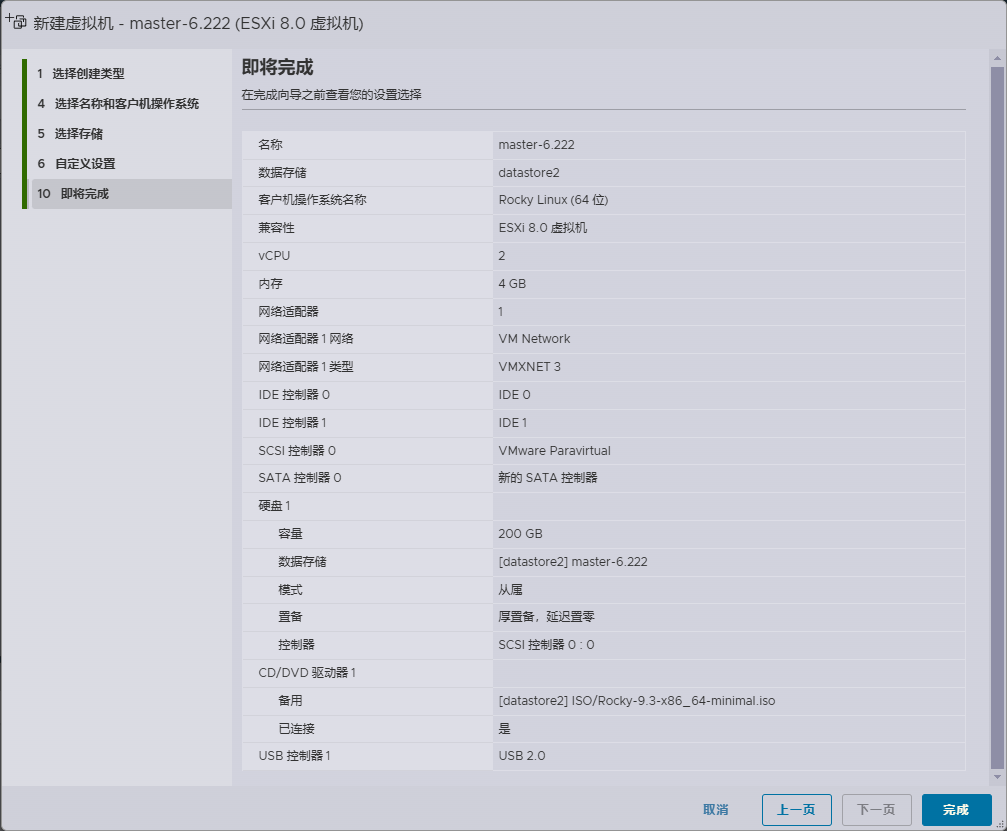 新建虚拟机 - master-6.222 (ESXi 8.0 虚拟机)
1 选择创建类型
4 选择名称和客户机操作系统
5 选择存储
6 自定义设置
10 即将完成
即将完成
在完成向导之前查看您的设置选择
名称 master-6.222
数据存储 datastore2
客户机操作系统名称 Rocky Linux (64 位)
兼容性 ESXi 8.0 虚拟机
vCPU 2
内存 4 GB
网络适配器 1
网络适配器 1 网络 VM Network
网络适配器 1 类型 VMXNET 3
IDE 控制器 0 IDE 0
IDE 控制器 1 IDE 1
SCSI 控制器 0 VMware Paravirtual
SATA 控制器 0 新的 SATA 控制器
硬盘 1
容量 200 GB
数据存储 [datastore2] master-6.222
模式 从属
置备 厚置备，延迟置零
控制器 SCSI 控制器 0 : 0
CD/DVD 驱动器 1
备用 [datastore2] ISO/Rocky-9.3-x86_64-minimal.iso
已连接 是
USB 控制器 1 USB 2.0
取消 上一页 下一页 完成